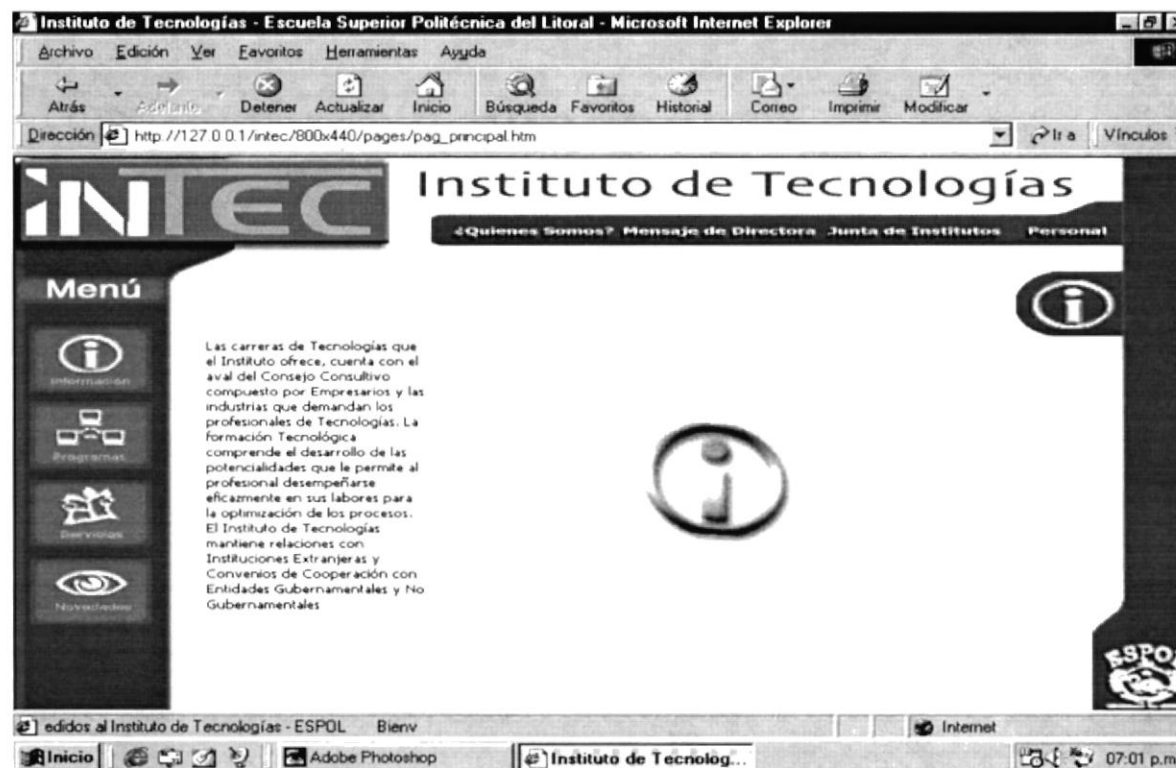 Instituto de Tecnologías - Escuela Superior Politécnica del Litoral - Microsoft Internet Explorer
Archivo Edición Ver Favoritos Herramientas Ayuda
Atrás Adelante Detener Actualizar Inicio Búsqueda Favoritos Historial Correo Imprimir Modificar
Dirección http://127.0.0.1/intec/800x440/pages/pag_principal.htm Ir a Vínculos
INTEC Instituto de Tecnologías
¿Quienes Somos? Mensaje de Directora Junta de Institutos Personal
Menú
Información
Programas
Servicios
Novedades
Las carreras de Tecnologías que
el Instituto ofrece, cuenta con el
aval del Consejo Consultivo
compuesto por Empresarios y las
industrias que demandan los
profesionales de Tecnologías. La
formación Tecnológica
comprende el desarrollo de las
potencialidades que le permite al
profesional desempeñarse
eficazmente en sus labores para
la optimización de los procesos.
El Instituto de Tecnologías
mantiene relaciones con
Instituciones Extranjeras y
Convenios de Cooperación con
Entidades Gubernamentales y No
Gubernamentales
ESPO
edidos al Instituto de Tecnologías - ESPOL Bienv Internet
Inicio Adobe Photoshop Instituto de Tecnolog... 07:01 p.m